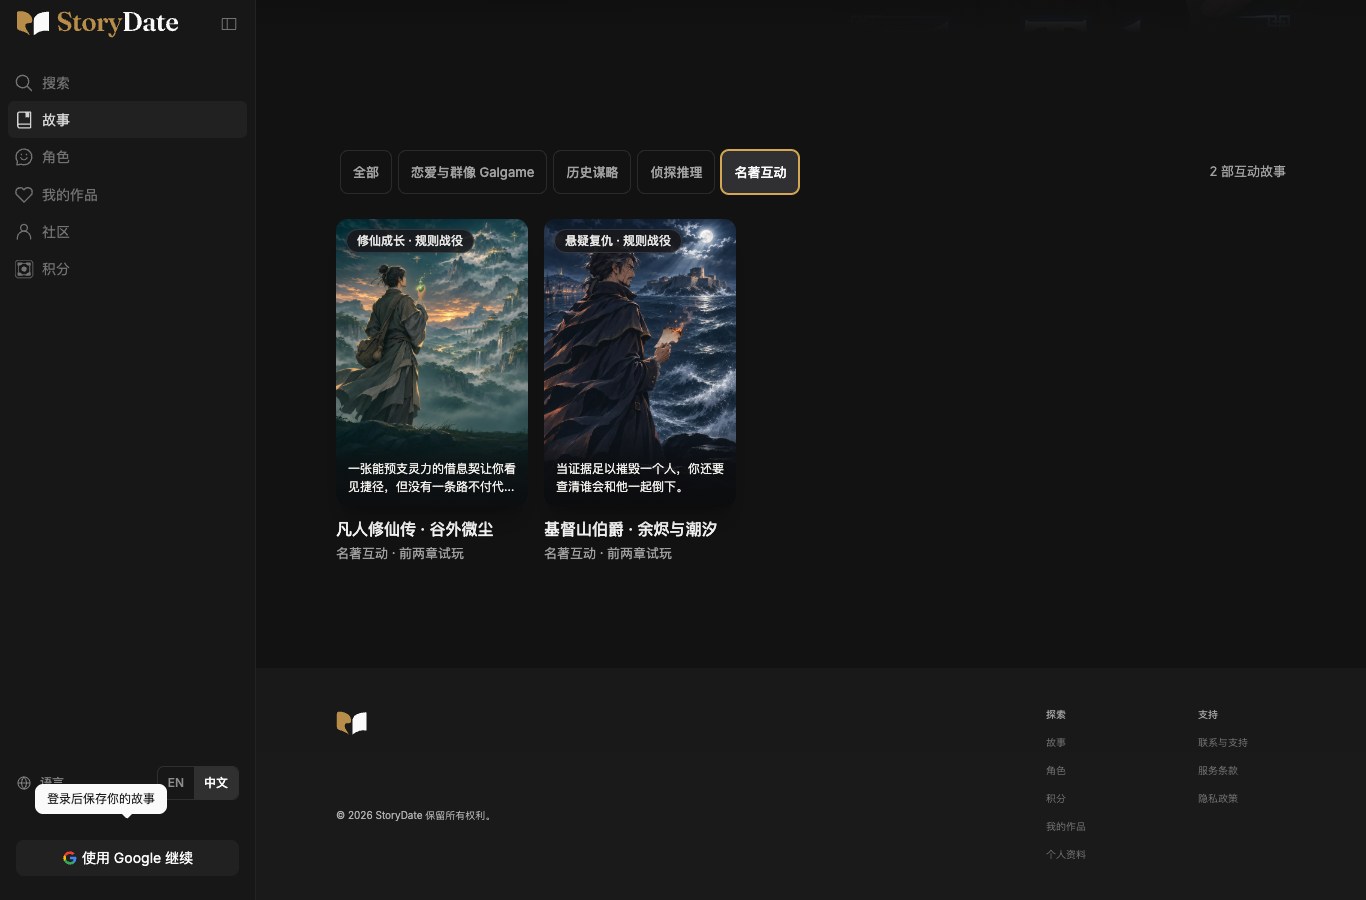 StoryDate
搜索
故事
角色
我的作品
社区
积分
全部
恋爱与群像 Galgame
历史谋略
侦探推理
名著互动
2 部互动故事
修仙成长 · 规则战役
一张能预支灵力的借息契让你看
见捷径，但没有一条路不付代...
凡人修仙传 · 谷外微尘
名著互动 · 前两章试玩
悬疑复仇 · 规则战役
当证据足以摧毁一个人，你还要
查清谁会和他一起倒下。
基督山伯爵 · 余烬与潮汐
名著互动 · 前两章试玩
语言
EN
中文
登录后保存你的故事
使用 Google 继续
© 2026 StoryDate 保留所有权利。
探索
故事
角色
积分
我的作品
个人资料
支持
联系与支持
服务条款
隐私政策